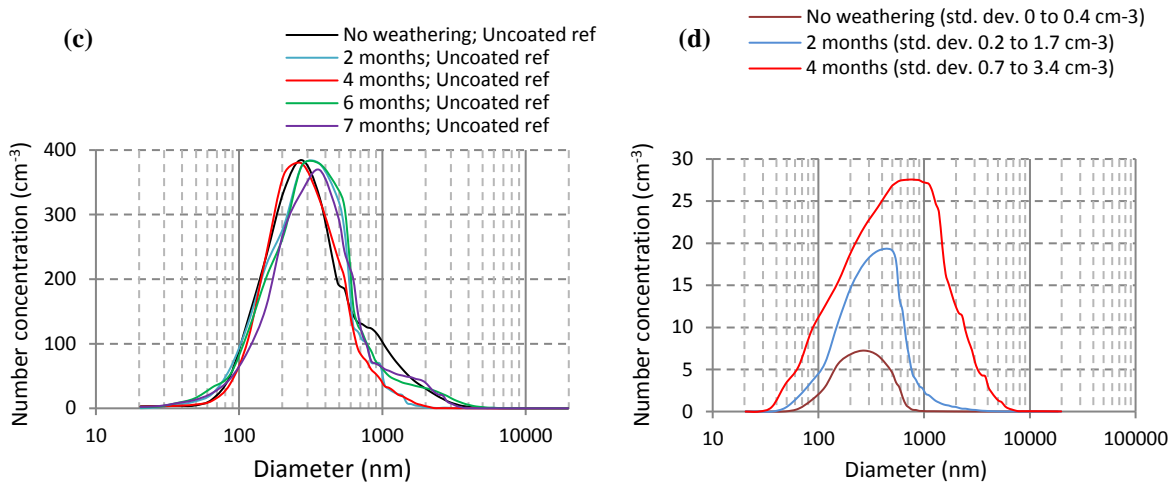 (c)
No weathering; Uncoated ref
2 months; Uncoated ref
4 months; Uncoated ref
6 months; Uncoated ref
7 months; Uncoated ref
Number concentration (cm⁻³)
400
300
200
100
0
10 100 1000 10000
Diameter (nm)
(d)
No weathering (std. dev. 0 to 0.4 cm-3)
2 months (std. dev. 0.2 to 1.7 cm-3)
4 months (std. dev. 0.7 to 3.4 cm-3)
Number concentration (cm⁻³)
30
25
20
15
10
5
0
10 100 1000 10000 100000
Diameter (nm)